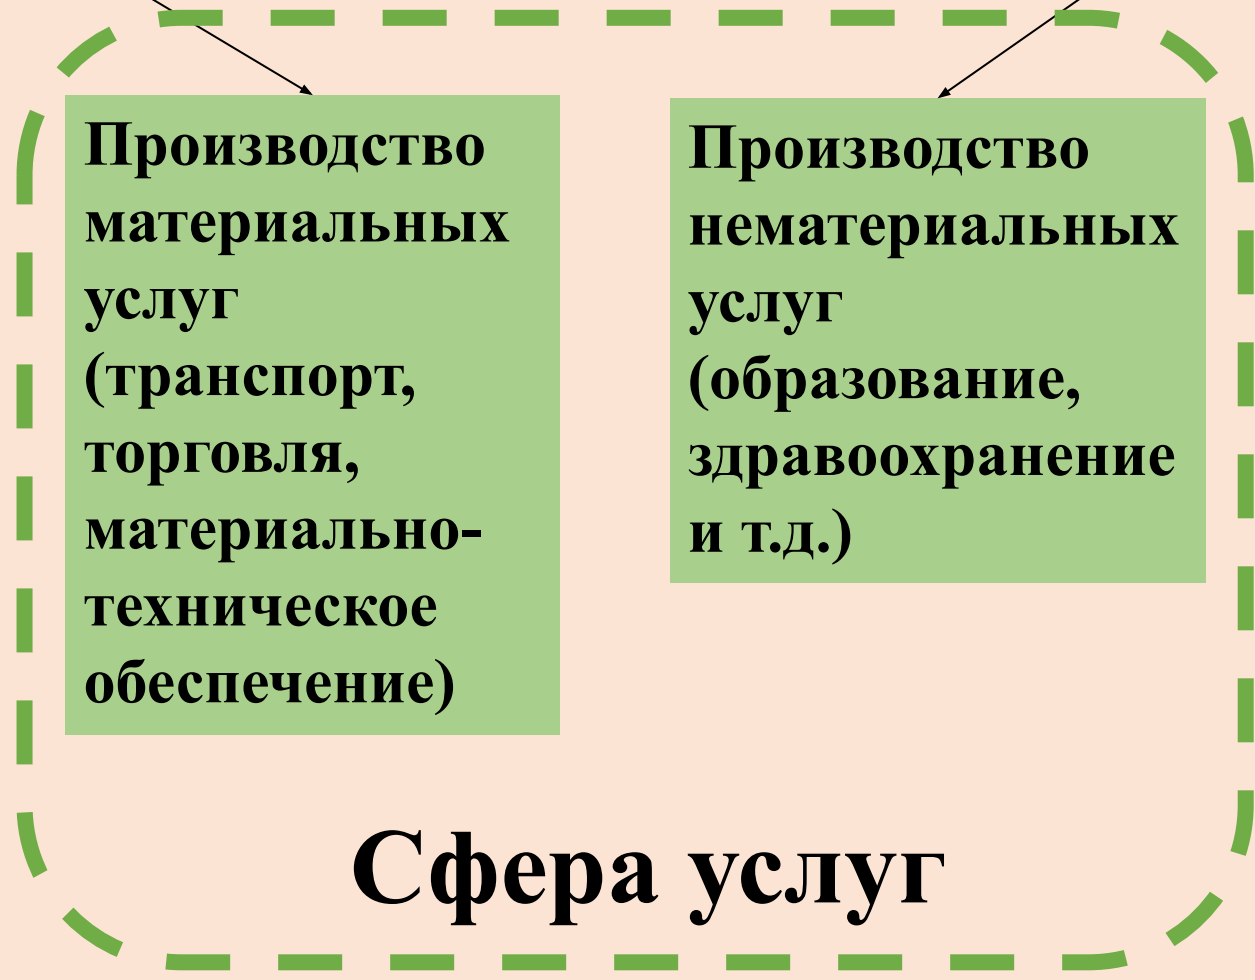 Производство
материальных
услуг
(транспорт,
торговля,
материально-
техническое
обеспечение)
Производство
нематериальных
услуг
(образование,
здравоохранение
и т.д.)
Сфера услуг